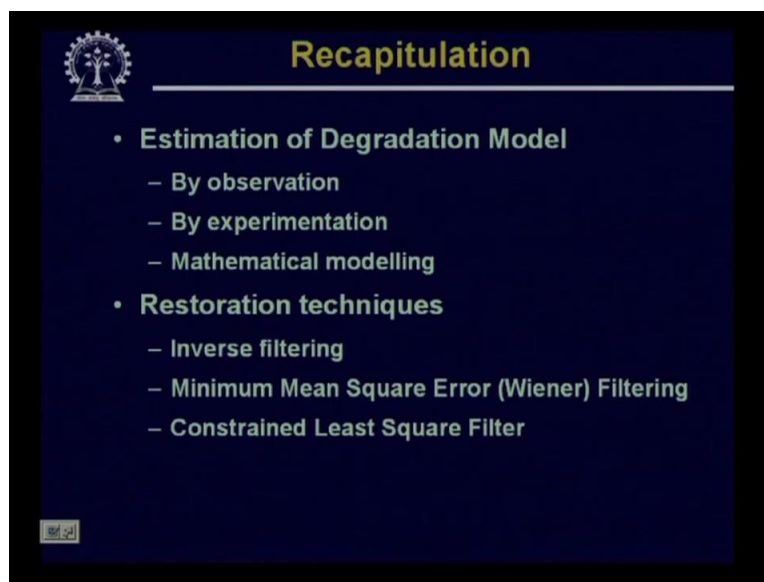 Recapitulation
• Estimation of Degradation Model
– By observation
– By experimentation
– Mathematical modelling
• Restoration techniques
– Inverse filtering
– Minimum Mean Square Error (Wiener) Filtering
– Constrained Least Square Filter